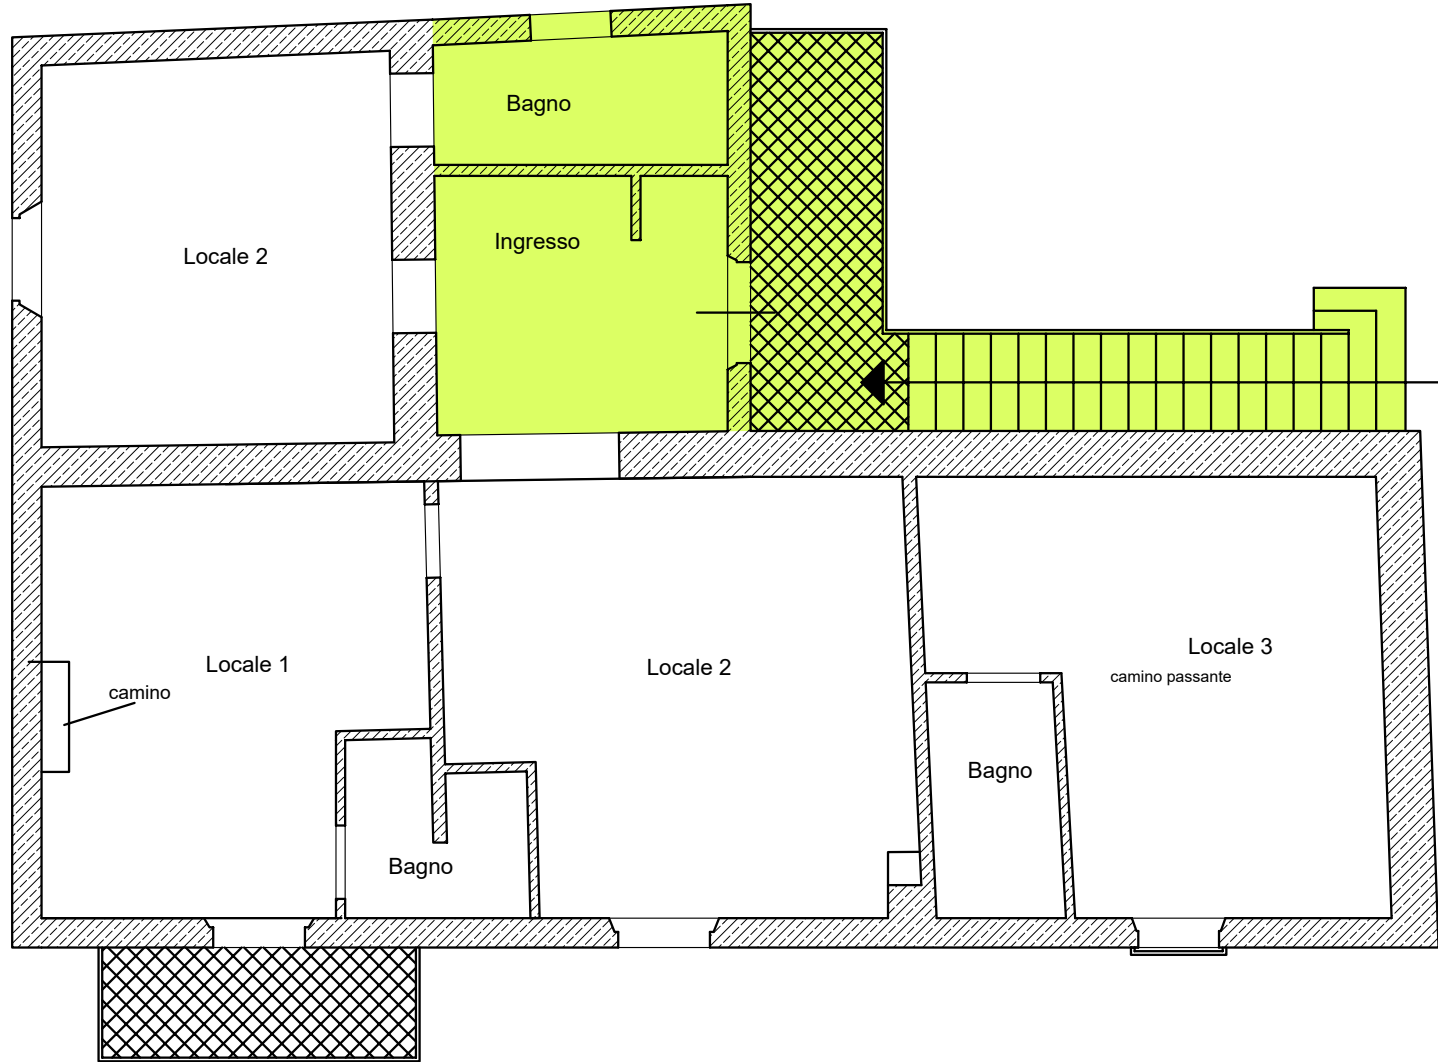 Bagno
Ingresso
Locale 2
Locale 1
camino
Locale 2
Locale 3
camino passante
Bagno
Bagno